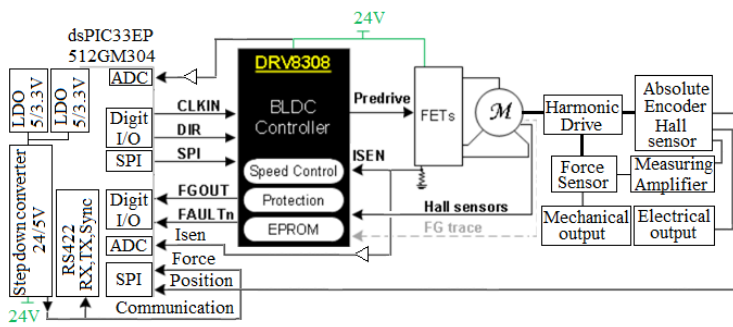 dsPIC33EP
512GM304
24V
LDO
5/3.3V
LDO
5/3.3V
ADC
Digit
I/O
SPI
CLKIN
DIR
SPI
DRV8308
BLDC
Controller
Speed Control
Protection
EPROM
Predrive
FETs
M
ISEN
Harmonic
Drive
Absolute
Encoder
Hall
sensor
Force
Sensor
Measuring
Amplifier
Mechanical
output
Electrical
output
Step down converter
24/5V
RS422
RX,TX,Sync
Digit
I/O
ADC
SPI
FGOUT
FAULTn
Isen
Force
Position
Communication
Hall sensors
FG trace
24V